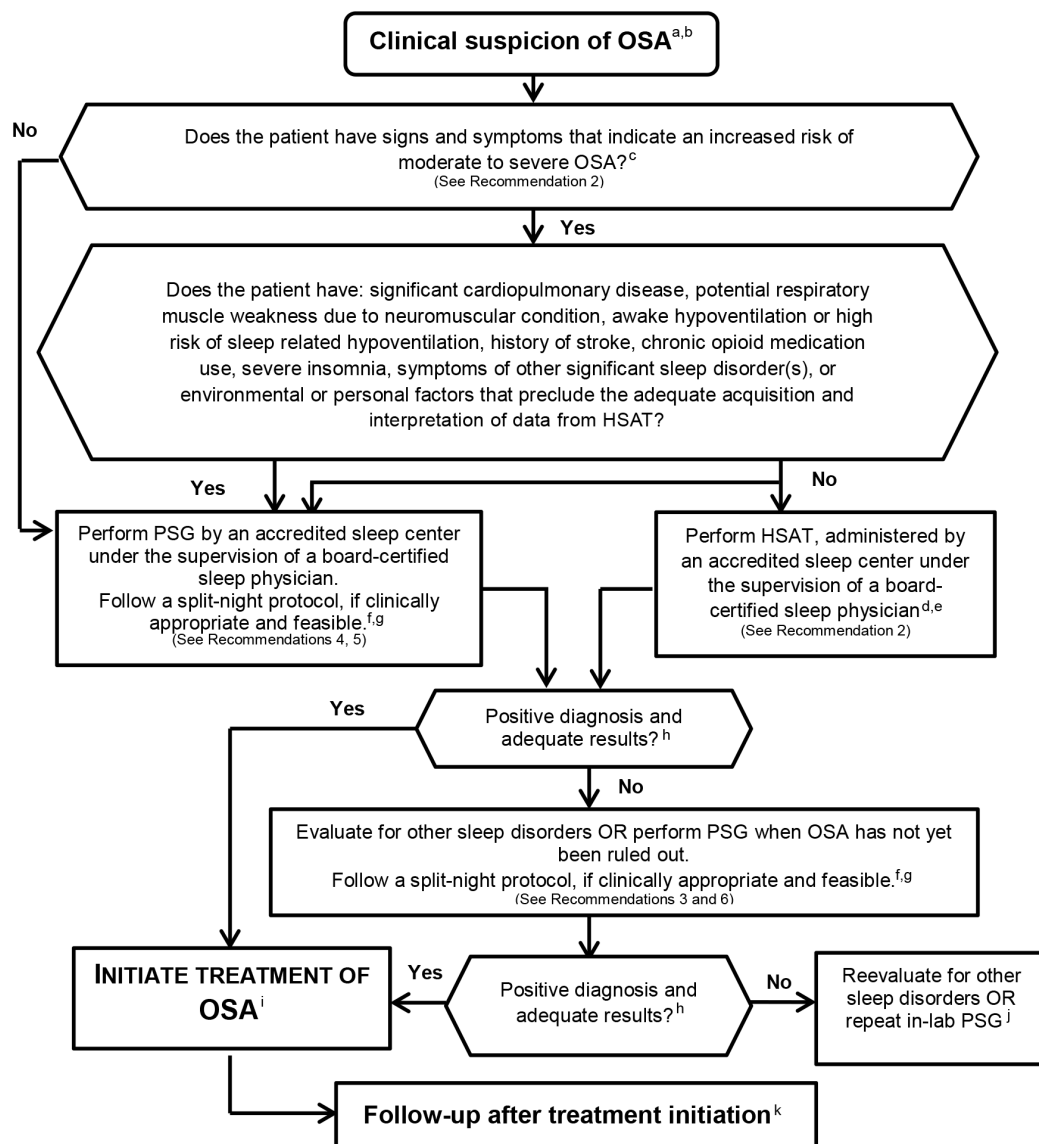 Clinical suspicion of OSA^a,b
No
Does the patient have signs and symptoms that indicate an increased risk of
moderate to severe OSA?^c
(See Recommendation 2)
Yes
Does the patient have: significant cardiopulmonary disease, potential respiratory
muscle weakness due to neuromuscular condition, awake hypoventilation or high
risk of sleep related hypoventilation, history of stroke, chronic opioid medication
use, severe insomnia, symptoms of other significant sleep disorder(s), or
environmental or personal factors that preclude the adequate acquisition and
interpretation of data from HSAT?
Yes
No
Perform PSG by an accredited sleep center
under the supervision of a board-certified
sleep physician.
Follow a split-night protocol, if clinically
appropriate and feasible.^f,g
(See Recommendations 4, 5)
Perform HSAT, administered by
an accredited sleep center under
the supervision of a board-
certified sleep physician^d,e
(See Recommendation 2)
Yes
Positive diagnosis and
adequate results?^h
No
Evaluate for other sleep disorders OR perform PSG when OSA has not yet
been ruled out.
Follow a split-night protocol, if clinically appropriate and feasible.^f,g
(See Recommendations 3 and 6)
INITIATE TREATMENT OF
OSA^i
Yes
Positive diagnosis and
adequate results?^h
No
Reevaluate for other
sleep disorders OR
repeat in-lab PSG^j
Follow-up after treatment initiation^k